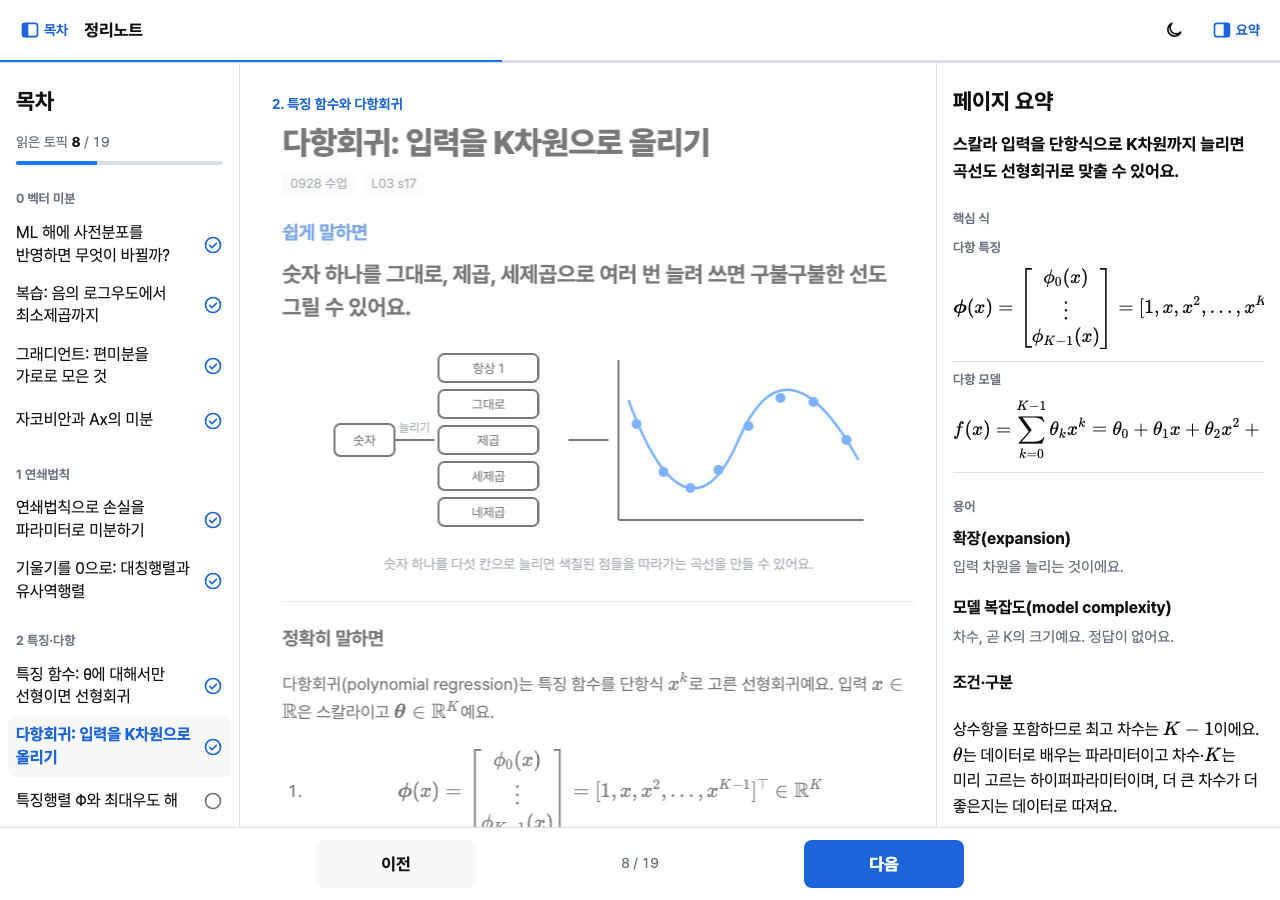 목차 정리노트 요약
목차
읽은 토픽 8 / 19
0 벡터 미분
ML 해에 사전분포를
반영하면 무엇이 바뀔까?
복습: 음의 로그우도에서
최소제곱까지
그래디언트: 편미분을
가로로 모은 것
자코비안과 Ax의 미분
1 연쇄법칙
연쇄법칙으로 손실을
파라미터로 미분하기
기울기를 0으로: 대칭행렬과
유사역행렬
2 특징·다항
특징 함수: θ에 대해서만
선형이면 선형회귀
다항회귀: 입력을 K차원으로
올리기
특징행렬 Φ와 최대우도 해
2. 특징 함수와 다항회귀
다항회귀: 입력을 K차원으로 올리기
0928 수업 L03 s17
쉽게 말하면
숫자 하나를 그대로, 제곱, 세제곱으로 여러 번 늘려 쓰면 구불구불한 선도
그릴 수 있어요.
숫자
늘리기
항상 1
그대로
제곱
세제곱
네제곱
숫자 하나를 다섯 칸으로 늘리면 색칠된 점들을 따라가는 곡선을 만들 수 있어요.
정확히 말하면
다항회귀(polynomial regression)는 특징 함수를 단항식 x^k로 고른 선형회귀예요. 입력 x ∈
ℝ은 스칼라이고 θ ∈ ℝ^K예요.
1. ϕ(x) = [ϕ_0(x) ⋮ ϕ_{K−1}(x)] = [1, x, x^2, . . . , x^{K−1}]^⊤ ∈ ℝ^K
페이지 요약
스칼라 입력을 단항식으로 K차원까지 늘리면
곡선도 선형회귀로 맞출 수 있어요.
핵심 식
다항 특징
ϕ(x) = [ϕ_0(x) ⋮ ϕ_{K−1}(x)] = [1, x, x^2, . . . , x^K
다항 모델
f(x) = ∑_{k=0}^{K−1} θ_k x^k = θ_0 + θ_1 x + θ_2 x^2 +
용어
확장(expansion)
입력 차원을 늘리는 것이에요.
모델 복잡도(model complexity)
차수, 곧 K의 크기예요. 정답이 없어요.
조건·구분
상수항을 포함하므로 최고 차수는 K − 1이에요.
θ는 데이터로 배우는 파라미터이고 차수·K는
미리 고르는 하이퍼파라미터이며, 더 큰 차수가 더
좋은지는 데이터로 따져요.
이전 8 / 19 다음